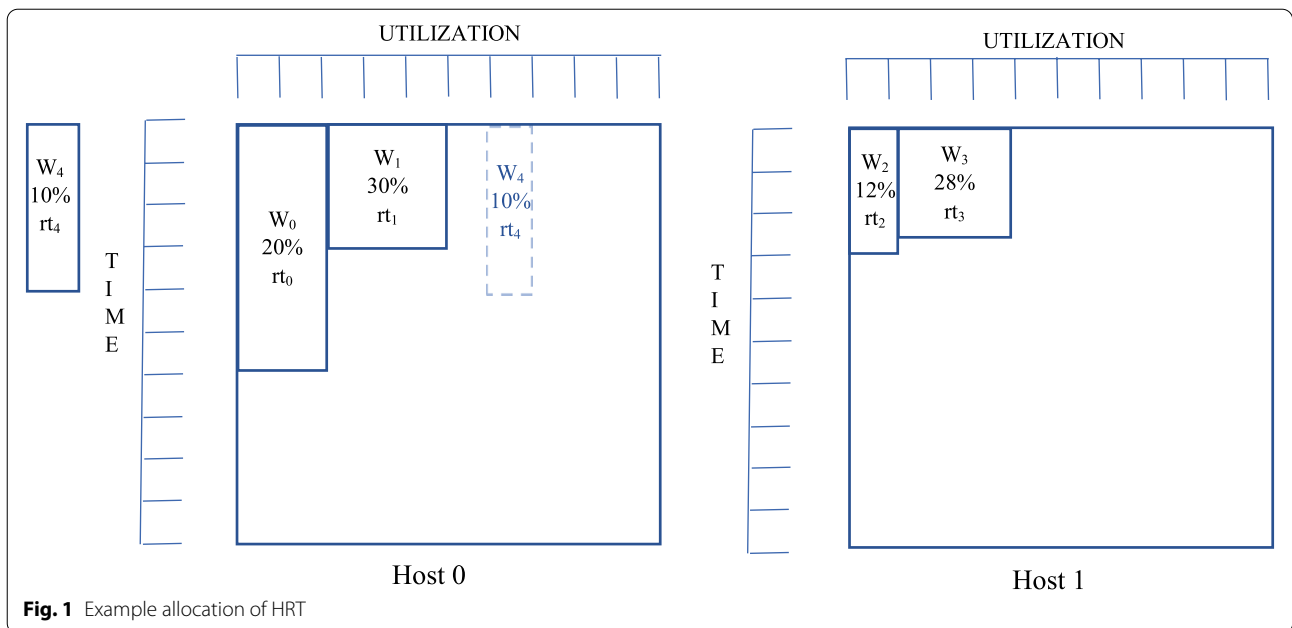 UTILIZATION
W₄
10%
rt₄
T
I
M
E
W₀
20%
rt₀
W₁
30%
rt₁
W₄
10%
rt₄
Host 0
UTILIZATION
T
I
M
E
W₂
12%
rt₂
W₃
28%
rt₃
Host 1
Fig. 1 Example allocation of HRT